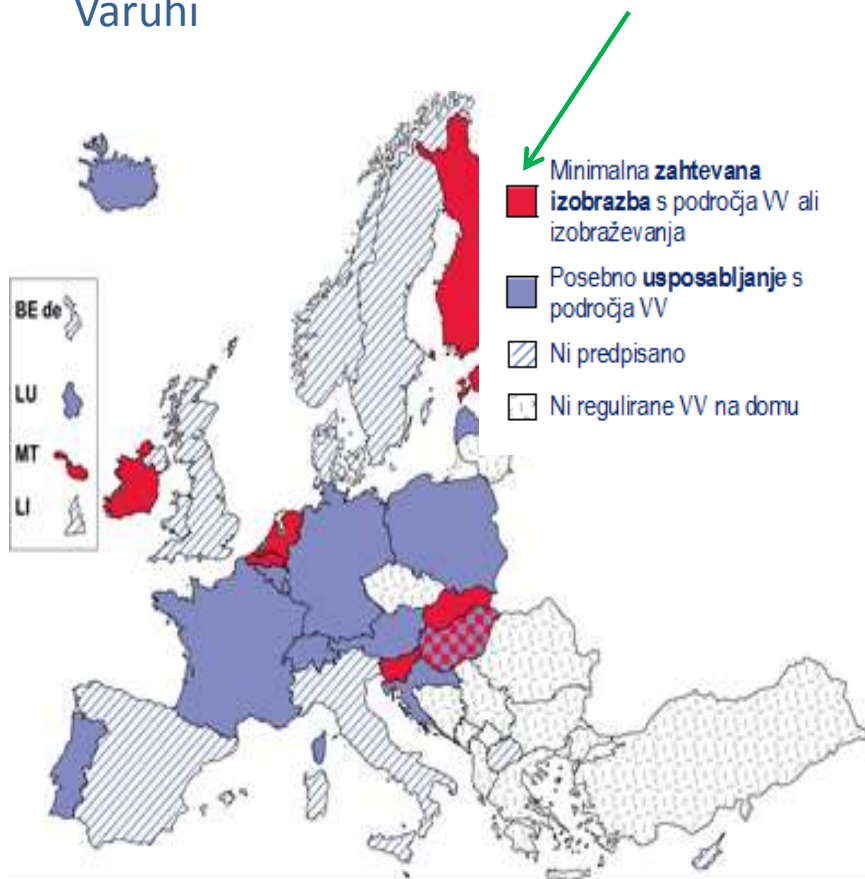 Varuhi
Minimalna zahtevana
izobrazba s področja VV ali
izobraževanja
Posebno usposabljanje s
področja VV
Ni predpisano
Ni regulirane VV na domu
BE de
LU
MT
LI